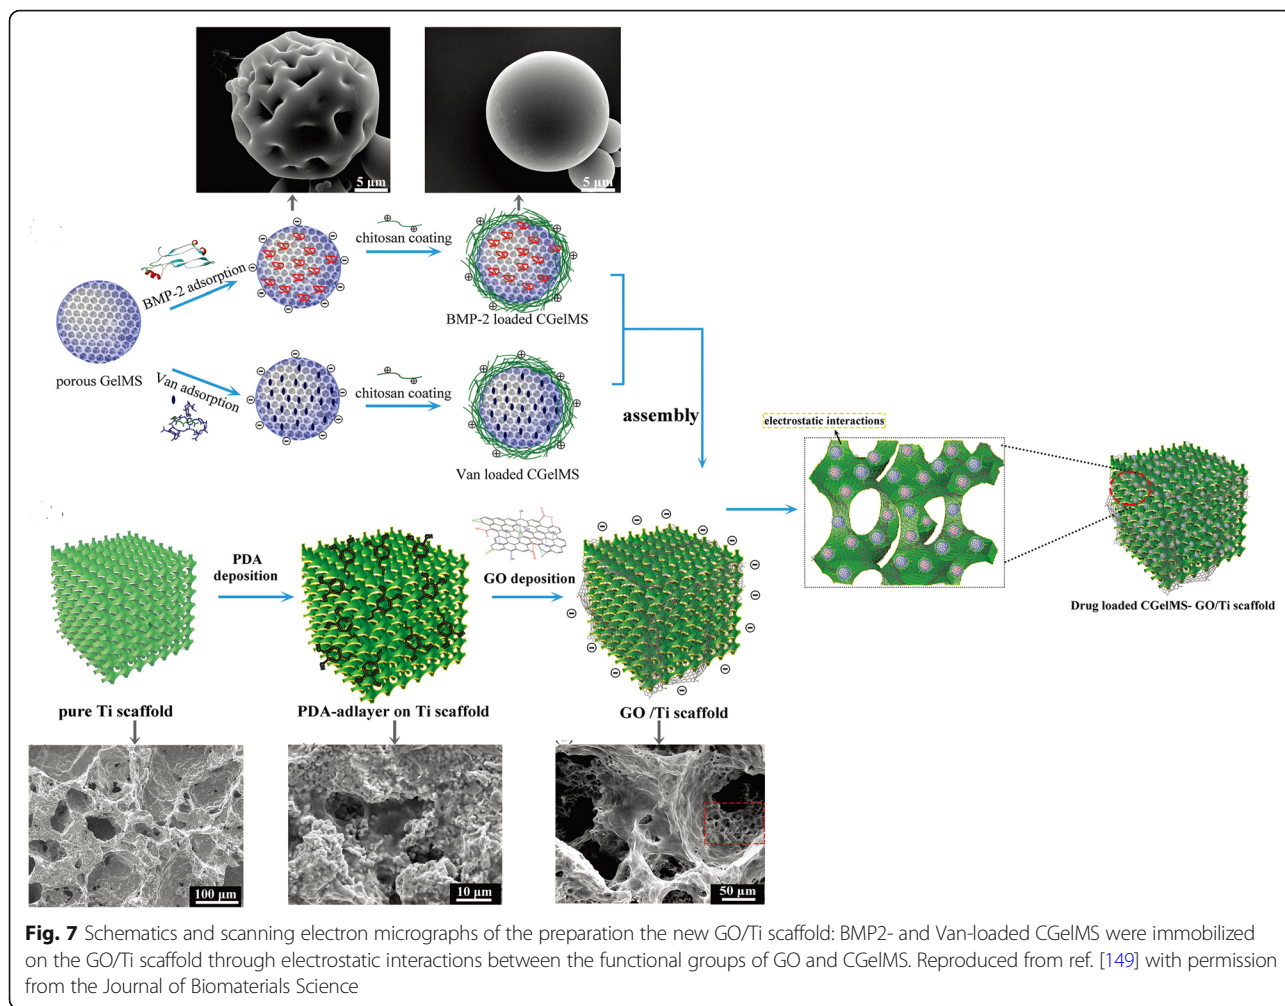 5 μm
5 μm
chitosan coating
BMP-2 adsorption
BMP-2 loaded CGelMS
porous GelMS
Van adsorption
chitosan coating
assembly
Van loaded CGelMS
electrostatic interactions
PDA
deposition
GO deposition
Drug loaded CGelMS- GO/Ti scaffold
pure Ti scaffold
PDA-adlayer on Ti scaffold
GO /Ti scaffold
100 μm
10 μm
50 μm
Fig. 7 Schematics and scanning electron micrographs of the preparation the new GO/Ti scaffold: BMP2- and Van-loaded CGelMS were immobilized
on the GO/Ti scaffold through electrostatic interactions between the functional groups of GO and CGelMS. Reproduced from ref. [149] with permission
from the Journal of Biomaterials Science